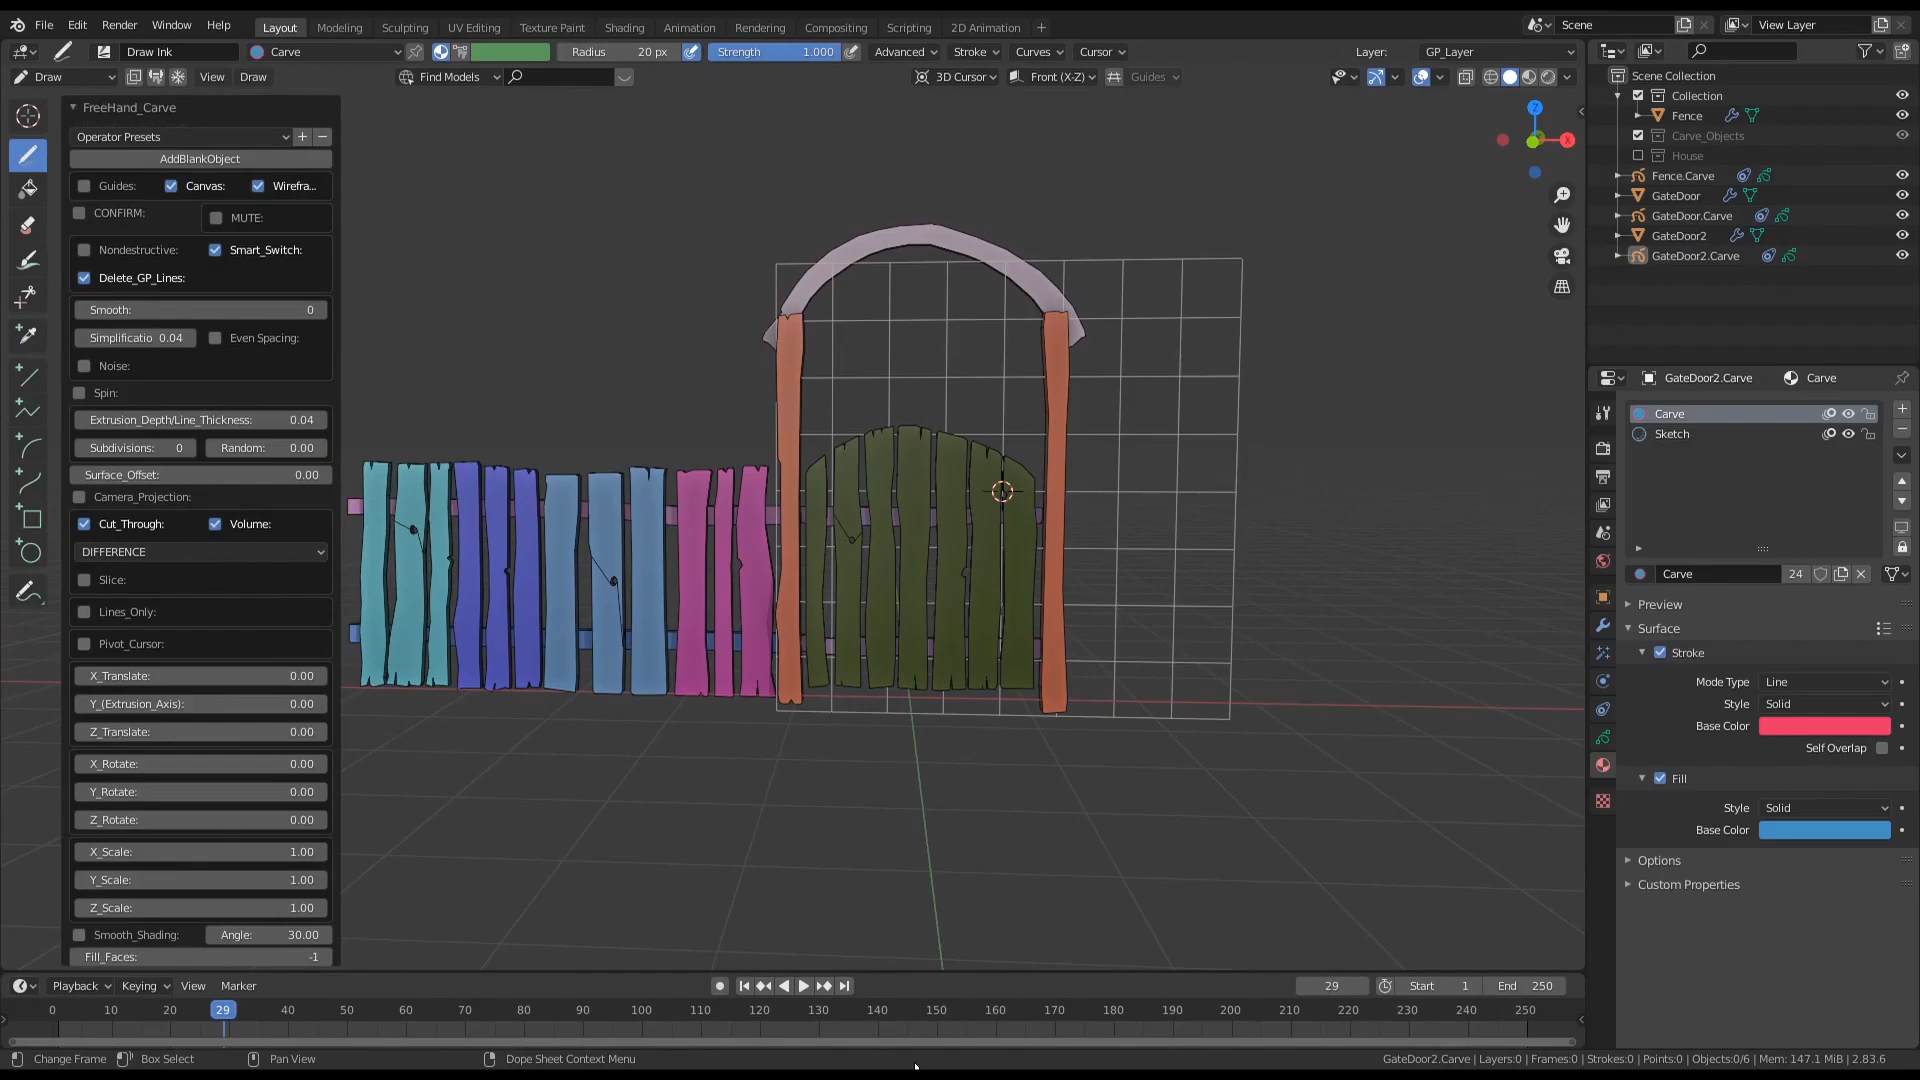 File Edit Render Window Help Layout Modeling Sculpting UV Editing Texture Paint Shading Animation Rendering Compositing Scripting 2D Animation + Scene View Layer
Draw Ink Carve Radius 20 px Strength 1.000 Advanced Stroke Curves Cursor Layer: GP_Layer
Draw View Draw Find Models 3D Cursor Front (X-Z) Guides
FreeHand_Carve
Operator Presets
AddBlankObject
Guides: Canvas: Wirefra...
CONFIRM: MUTE:
Nondestructive: Smart_Switch:
Delete_GP_Lines:
Smooth: 0
Simplificatio 0.04 Even Spacing:
Noise:
Spin:
Extrusion_Depth/Line_Thickness: 0.04
Subdivisions: 0 Random: 0.00
Surface_Offset: 0.00
Camera_Projection:
Cut_Through: Volume:
DIFFERENCE
Slice:
Lines_Only:
Pivot_Cursor:
X_Translate: 0.00
Y_(Extrusion_Axis): 0.00
Z_Translate: 0.00
X_Rotate: 0.00
Y_Rotate: 0.00
Z_Rotate: 0.00
X_Scale: 1.00
Y_Scale: 1.00
Z_Scale: 1.00
Smooth_Shading: Angle: 30.00
Fill_Faces: -1
Z
X
Scene Collection
Collection
Fence
Carve_Objects
House
Fence.Carve
GateDoor
GateDoor.Carve
GateDoor2
GateDoor2.Carve
GateDoor2.Carve Carve
Carve
Sketch
Carve 24
Preview
Surface
Stroke
Mode Type Line
Style Solid
Base Color
Self Overlap
Fill
Style Solid
Base Color
Options
Custom Properties
Playback Keying View Marker 29 Start 1 End 250
0 10 20 29 40 50 60 70 80 90 100 110 120 130 140 150 160 170 180 190 200 210 220 230 240 250
Change Frame Box Select Pan View Dope Sheet Context Menu GateDoor2.Carve | Layers:0 | Frames:0 | Strokes:0 | Points:0 | Objects:0/6 | Mem: 147.1 MiB | 2.83.6